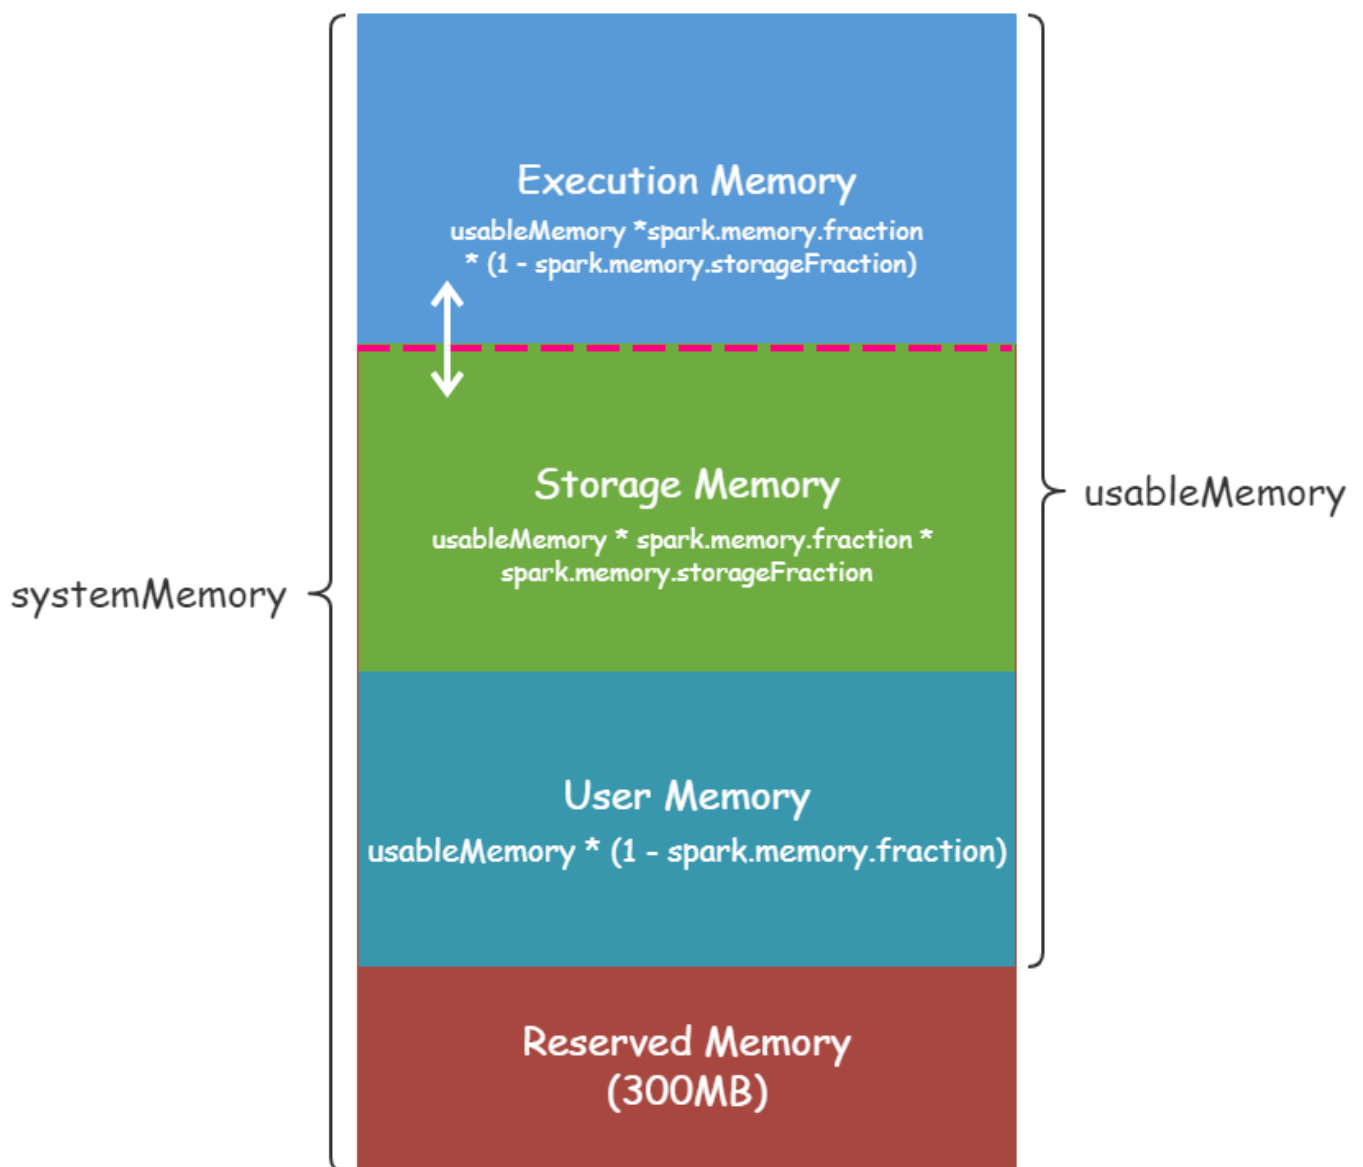 Execution Memory
usableMemory *spark.memory.fraction
* (1 - spark.memory.storageFraction)
Storage Memory
usableMemory * spark.memory.fraction *
spark.memory.storageFraction
usableMemory
systemMemory
User Memory
usableMemory * (1 - spark.memory.fraction)
Reserved Memory
(300MB)